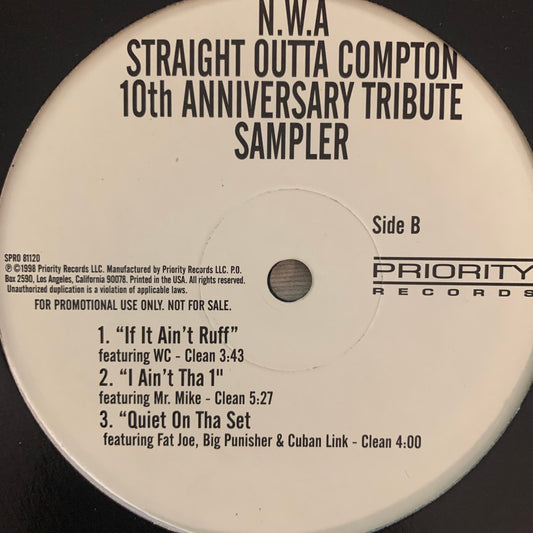 N.W.A
STRAIGHT OUTTA COMPTON
10th ANNIVERSARY TRIBUTE
SAMPLER
Side B
SPRO 81120
℗©1998 Priority Records LLC. Manufactured by Priority Records LLC. P.O.
Box 2590, Los Angeles, California 90078. Printed in the USA. All rights reserved.
Unauthorized duplication is a violation of applicable laws.
PRIORITY
RECORDS
FOR PROMOTIONAL USE ONLY. NOT FOR SALE.
1. “If It Ain't Ruff”
featuring WC - Clean 3:43
2. “I Ain't Tha 1"
featuring Mr. Mike - Clean 5:27
3. “Quiet On Tha Set
featuring Fat Joe, Big Punisher & Cuban Link - Clean 4:00